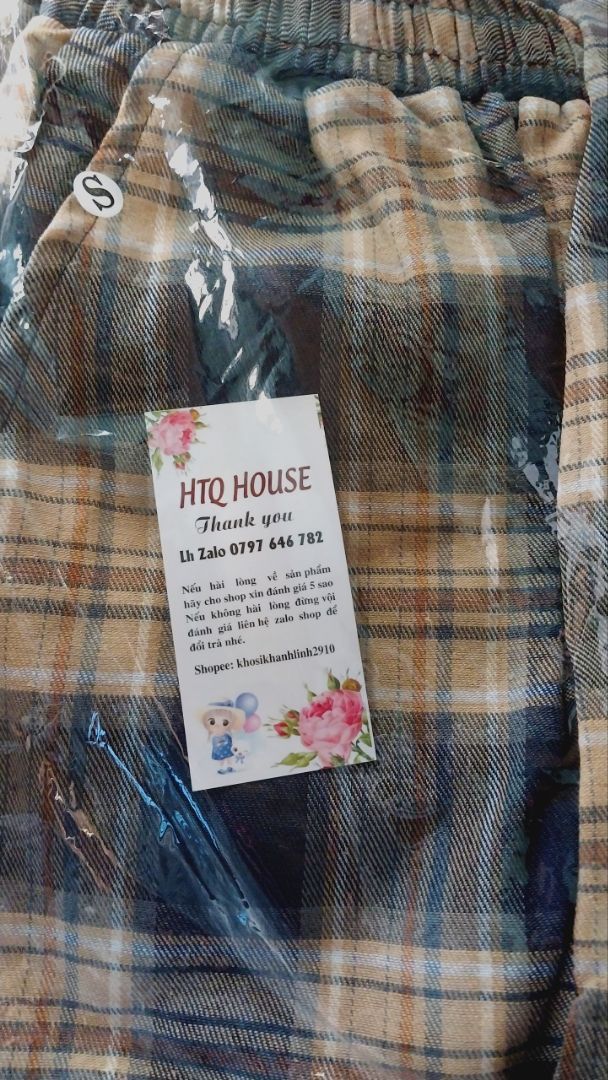 S
HTQ HOUSE
Thank you
Lh Zalo 0797 646 782
Nếu hài lòng về sản phẩm
hãy cho shop xin đánh giá 5 sao
Nếu không hài lòng đừng vội
đánh giá liên hệ zalo shop để
đổi trả nhé.
Shopee: khosikhanhlinh2910